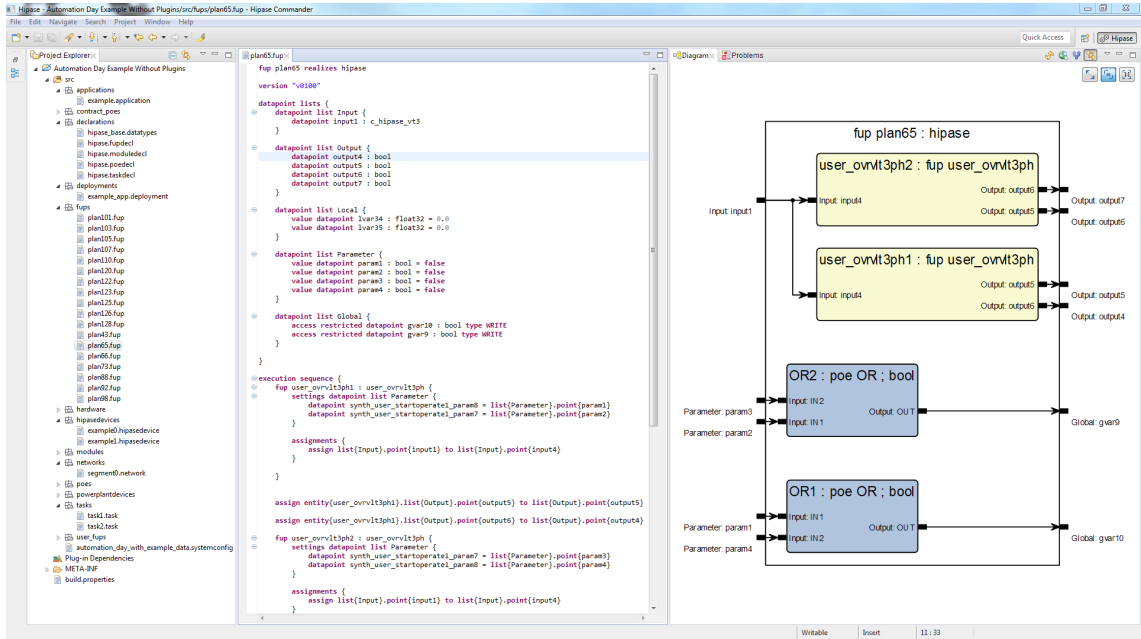 Hipase - Automation Day Example Without Plugins/src/fups/plan65.fup - Hipase Commander
File Edit Navigate Search Project Window Help
Quick Access
Hipase
Project Explorer
Automation Day Example Without Plugins
src
applications
example.application
contract_poes
declarations
hipase_base.datatypes
hipase.fupdecl
hipase.moduledecl
hipase.poedecl
hipase.taskdecl
deployments
example_app.deployment
fups
plan101.fup
plan103.fup
plan105.fup
plan107.fup
plan110.fup
plan120.fup
plan122.fup
plan123.fup
plan125.fup
plan126.fup
plan128.fup
plan43.fup
plan65.fup
plan66.fup
plan73.fup
plan88.fup
plan92.fup
plan98.fup
hardware
hipasedevices
example0.hipasedevice
example1.hipasedevice
modules
networks
segment0.network
poes
powerplantdevices
tasks
task1.task
task2.task
user_fups
automation_day_with_example_data.systemconfig
Plug-in Dependencies
META-INF
build.properties
plan65.fup
fup plan65 realizes hipase
version "v0100"
datapoint lists {
datapoint list Input {
datapoint input1 : c_hipase_vt3
}
datapoint list Output {
datapoint output4 : bool
datapoint output5 : bool
datapoint output6 : bool
datapoint output7 : bool
}
datapoint list Local {
value datapoint lvar34 : float32 = 0.0
value datapoint lvar35 : float32 = 0.0
}
datapoint list Parameter {
value datapoint param1 : bool = false
value datapoint param2 : bool = false
value datapoint param3 : bool = false
value datapoint param4 : bool = false
}
datapoint list Global {
access restricted datapoint gvar10 : bool type WRITE
access restricted datapoint gvar9 : bool type WRITE
}
}
execution sequence {
fup user_ovrvlt3ph1 : user_ovrvlt3ph {
settings datapoint list Parameter {
datapoint synth_user_startoperate1_param8 = list{Parameter}.point{param1}
datapoint synth_user_startoperate1_param7 = list{Parameter}.point{param2}
}
assignments {
assign list{Input}.point{input1} to list{Input}.point{input4}
}
}
assign entity{user_ovrvlt3ph1}.list{Output}.point{output5} to list{Output}.point{output5}
assign entity{user_ovrvlt3ph1}.list{Output}.point{output6} to list{Output}.point{output4}
fup user_ovrvlt3ph2 : user_ovrvlt3ph {
settings datapoint list Parameter {
datapoint synth_user_startoperate1_param7 = list{Parameter}.point{param3}
datapoint synth_user_startoperate1_param8 = list{Parameter}.point{param4}
}
assignments {
assign list{Input}.point{input1} to list{Input}.point{input4}
}
Diagram
Problems
fup plan65 : hipase
user_ovrvlt3ph2 : fup user_ovrvlt3ph
Output: output6
Input: input4
Output: output7
Input: input1
Output: output5
Output: output6
user_ovrvlt3ph1 : fup user_ovrvlt3ph
Output: output5
Input: input4
Output: output5
Output: output6
Output: output4
OR2 : poe OR ; bool
Input: IN2
Parameter: param3
Output: OUT
Input: IN1
Global: gvar9
Parameter: param2
OR1 : poe OR ; bool
Input: IN1
Parameter: param1
Output: OUT
Input: IN2
Global: gvar10
Parameter: param4
Writable
Insert
11 : 33